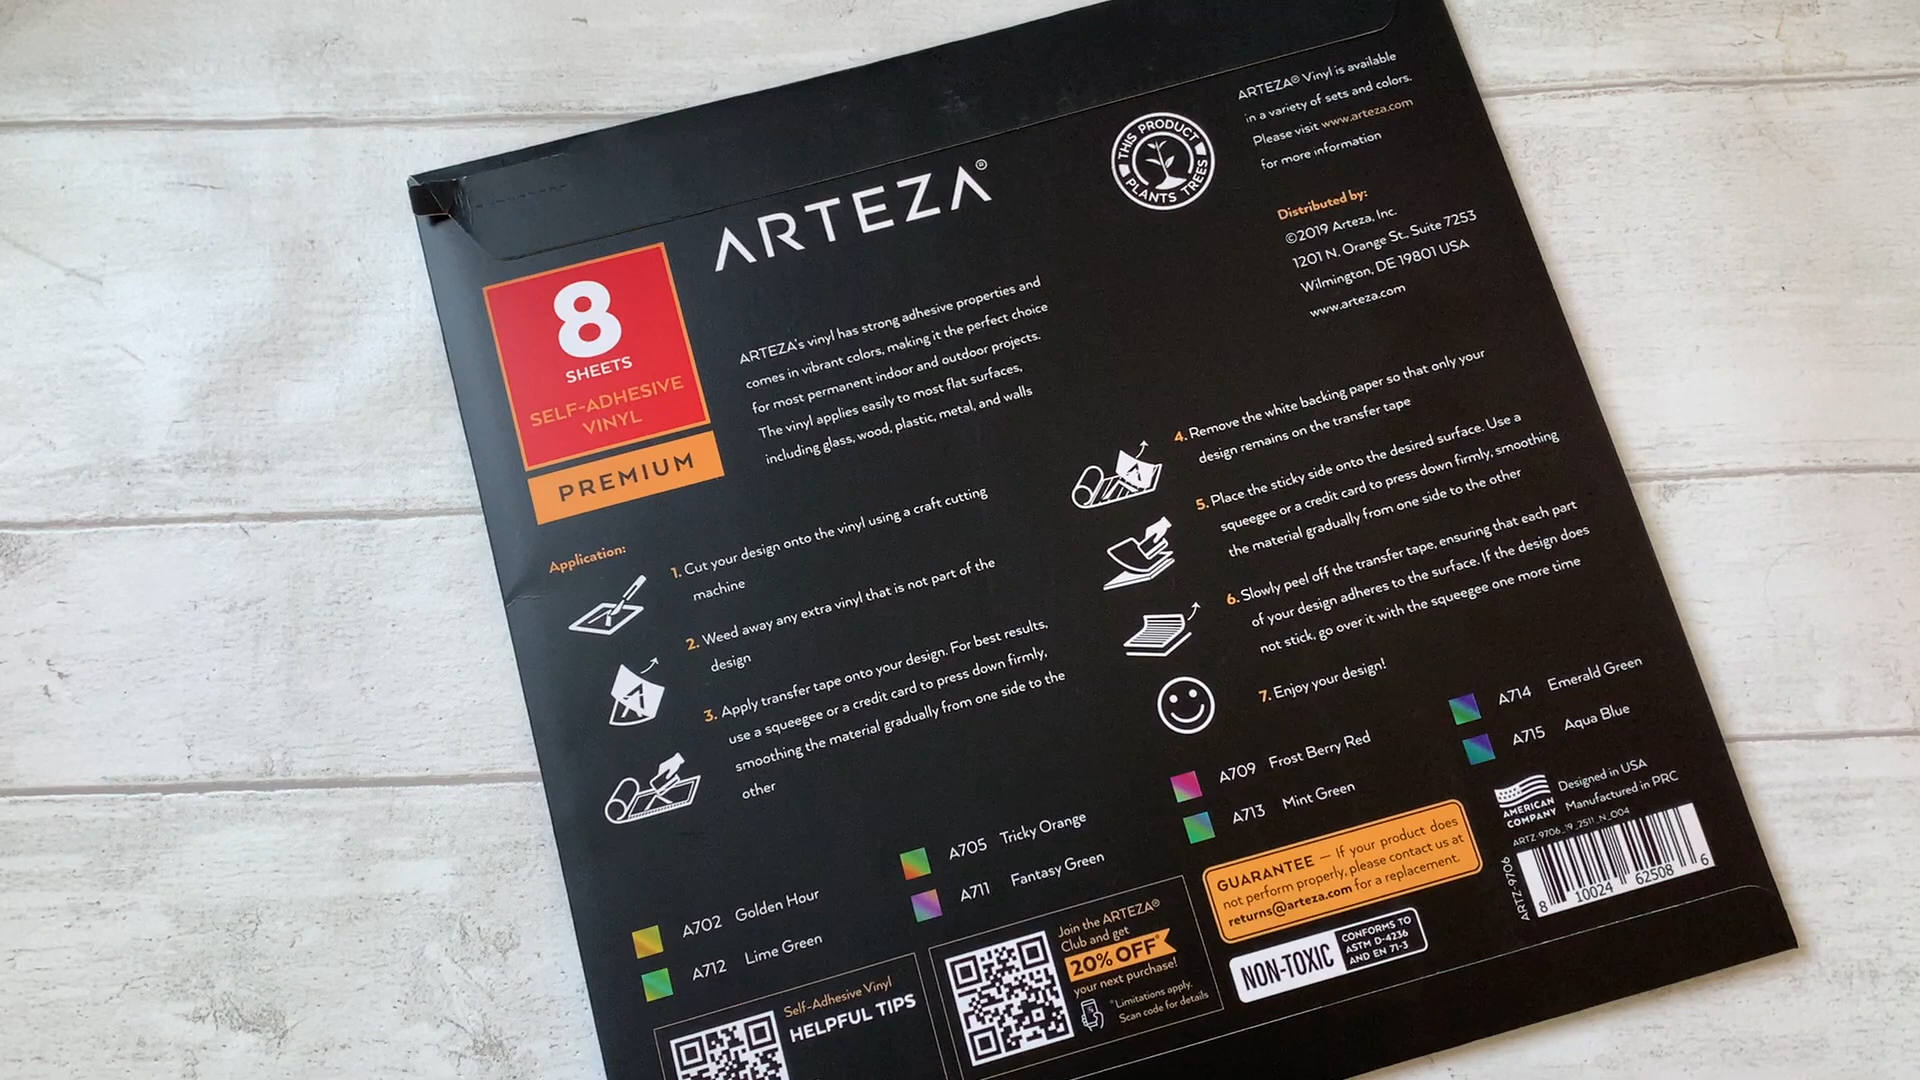 ARTEZA®
THIS PRODUCT
PLANTS TREES
ARTEZA® Vinyl is available
in a variety of sets and colors.
Please visit www.arteza.com
for more information
Distributed by:
©2019 Arteza, Inc.
1201 N. Orange St., Suite 7253
Wilmington, DE 19801 USA
www.arteza.com
8
SHEETS
SELF-ADHESIVE
VINYL
PREMIUM
ARTEZA's vinyl has strong adhesive properties and
comes in vibrant colors, making it the perfect choice
for most permanent indoor and outdoor projects.
The vinyl applies easily to most flat surfaces,
including glass, wood, plastic, metal, and walls
Application:
1. Cut your design onto the vinyl using a craft cutting
machine
2. Weed away any extra vinyl that is not part of the
design
3. Apply transfer tape onto your design. For best results,
use a squeegee or a credit card to press down firmly,
smoothing the material gradually from one side to the
other
4. Remove the white backing paper so that only your
design remains on the transfer tape
5. Place the sticky side onto the desired surface. Use a
squeegee or a credit card to press down firmly, smoothing
the material gradually from one side to the other
6. Slowly peel off the transfer tape, ensuring that each part
of your design adheres to the surface. If the design does
not stick, go over it with the squeegee one more time
7. Enjoy your design!
A702 Golden Hour
A712 Lime Green
A705 Tricky Orange
A711 Fantasy Green
A709 Frost Berry Red
A713 Mint Green
A714 Emerald Green
A715 Aqua Blue
Self-Adhesive Vinyl
HELPFUL TIPS
Join the ARTEZA®
Club and get
20% OFF*
your next purchase!
*Limitations apply.
Scan code for details
GUARANTEE — If your product does
not perform properly, please contact us at
returns@arteza.com for a replacement.
NON-TOXIC
CONFORMS TO
ASTM D-4236
AND EN 71-3
AMERICAN
COMPANY
Designed in USA
Manufactured in PRC
ARTZ-9706_19_2511_N_004
ARTZ-9706
8 10024 62508 6